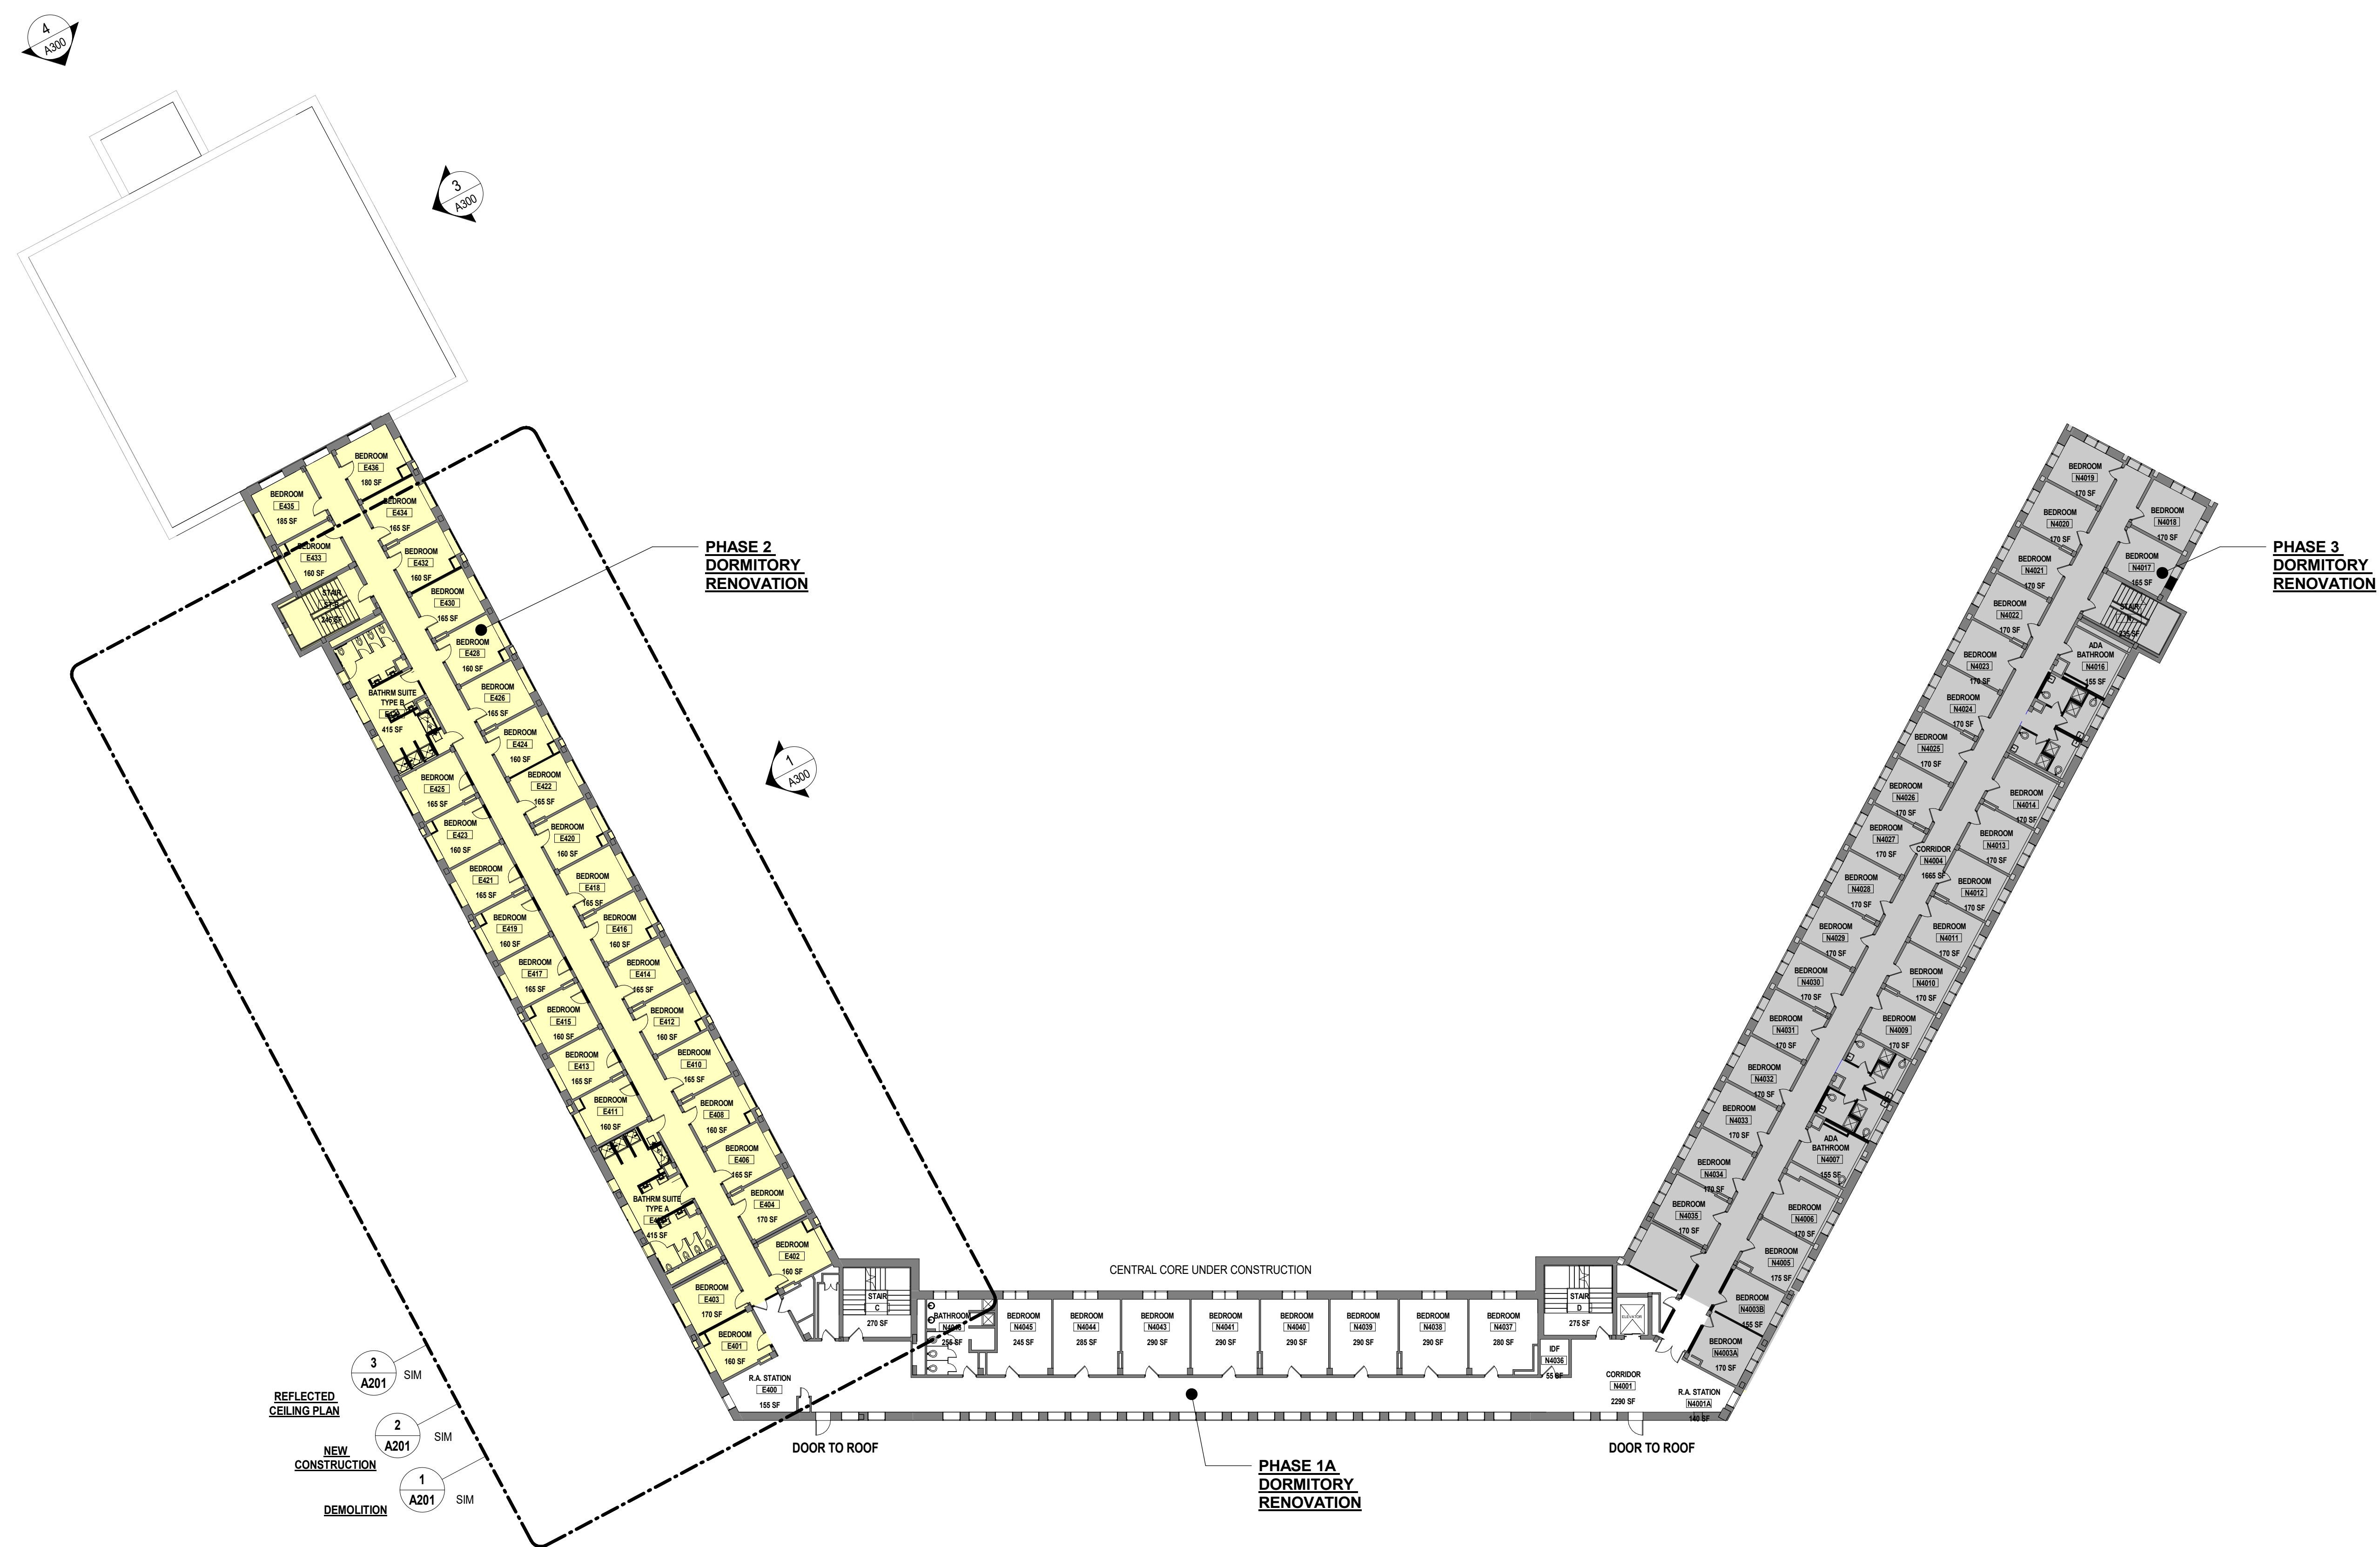 4
A300
3
A300
1
A300
PHASE 2
DORMITORY
RENOVATION
PHASE 3
DORMITORY
RENOVATION
PHASE 1A
DORMITORY
RENOVATION
BEDROOM
E436
180 SF
BEDROOM
E435
185 SF
BEDROOM
E434
165 SF
BEDROOM
E433
160 SF
BEDROOM
E432
160 SF
STAIR
ST-B
245 SF
BEDROOM
E430
165 SF
BEDROOM
E428
160 SF
BATHRM SUITE
TYPE B
415 SF
BEDROOM
E426
165 SF
BEDROOM
E424
160 SF
BEDROOM
E425
165 SF
BEDROOM
E422
165 SF
BEDROOM
E423
160 SF
BEDROOM
E420
160 SF
BEDROOM
E421
165 SF
BEDROOM
E418
165 SF
BEDROOM
E419
160 SF
BEDROOM
E416
160 SF
BEDROOM
E417
165 SF
BEDROOM
E414
165 SF
BEDROOM
E415
160 SF
BEDROOM
E412
160 SF
BEDROOM
E413
165 SF
BEDROOM
E410
165 SF
BEDROOM
E411
160 SF
BEDROOM
E408
160 SF
BEDROOM
E406
165 SF
BATHRM SUITE
TYPE A
415 SF
BEDROOM
E404
170 SF
BEDROOM
E402
160 SF
BEDROOM
E403
170 SF
BEDROOM
E401
160 SF
R.A. STATION
E400
155 SF
STAIR
C
270 SF
CENTRAL CORE UNDER CONSTRUCTION
BATHROOM
255 SF
BEDROOM
N4045
245 SF
BEDROOM
N4044
285 SF
BEDROOM
N4043
290 SF
BEDROOM
N4041
290 SF
BEDROOM
N4040
290 SF
BEDROOM
N4039
290 SF
BEDROOM
N4038
290 SF
BEDROOM
N4037
280 SF
STAIR
D
275 SF
ELEVATOR
IDF
N4036
55 SF
CORRIDOR
N4001
2290 SF
R.A. STATION
N4001A
140 SF
DOOR TO ROOF
DOOR TO ROOF
BEDROOM
N4019
170 SF
BEDROOM
N4018
170 SF
BEDROOM
N4020
170 SF
BEDROOM
N4017
165 SF
BEDROOM
N4021
170 SF
BEDROOM
N4022
170 SF
STAIR
235 SF
BEDROOM
N4023
170 SF
ADA
BATHROOM
N4016
155 SF
BEDROOM
N4024
170 SF
BEDROOM
N4025
170 SF
BEDROOM
N4026
170 SF
BEDROOM
N4014
170 SF
BEDROOM
N4027
170 SF
BEDROOM
N4013
170 SF
CORRIDOR
N4004
1665 SF
BEDROOM
N4028
170 SF
BEDROOM
N4012
170 SF
BEDROOM
N4029
170 SF
BEDROOM
N4011
170 SF
BEDROOM
N4030
170 SF
BEDROOM
N4010
170 SF
BEDROOM
N4031
170 SF
BEDROOM
N4009
170 SF
BEDROOM
N4032
170 SF
BEDROOM
N4033
170 SF
ADA
BATHROOM
N4007
155 SF
BEDROOM
N4034
170 SF
BEDROOM
N4035
170 SF
BEDROOM
N4006
170 SF
BEDROOM
N4005
175 SF
BEDROOM
N4003B
155 SF
BEDROOM
N4003A
170 SF
3
A201
SIM
REFLECTED
CEILING PLAN
2
A201
SIM
NEW
CONSTRUCTION
1
A201
SIM
DEMOLITION